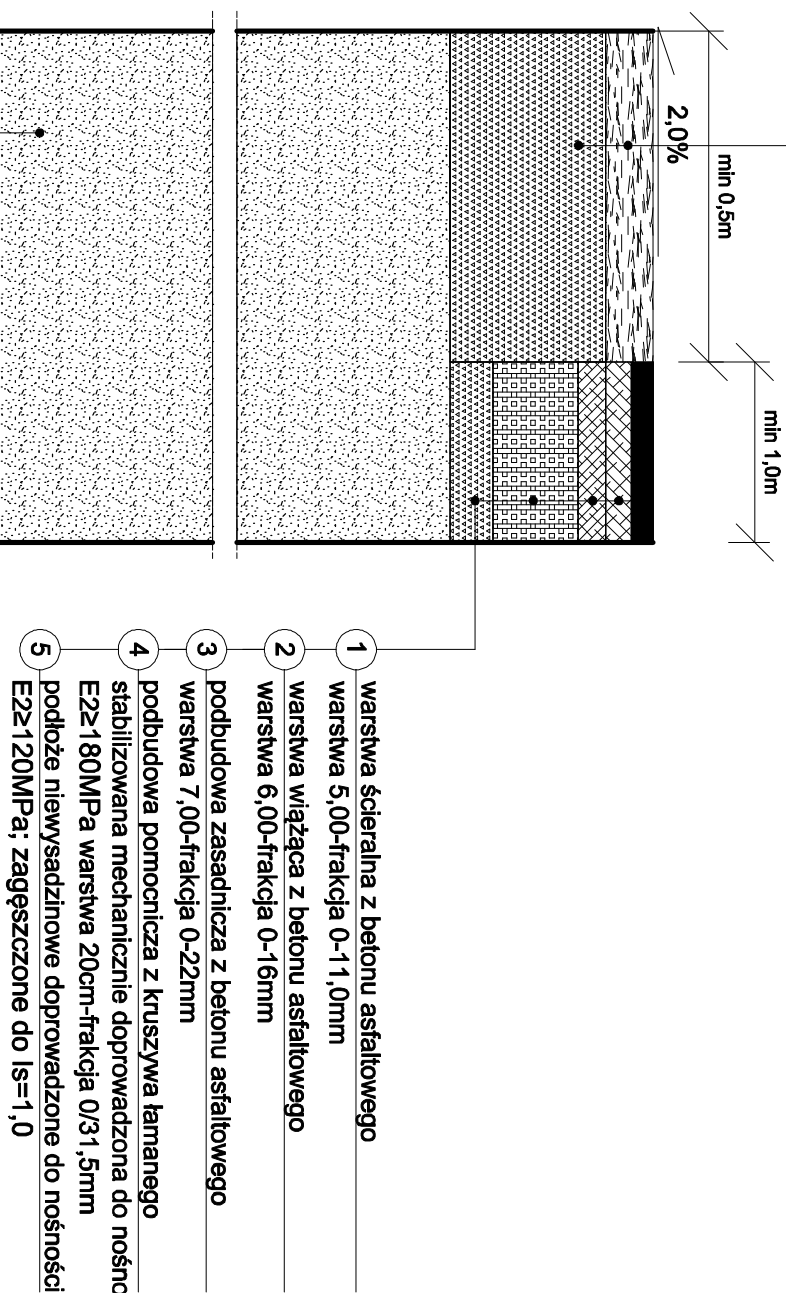 min 1,0m
min 0,5m
2,0%
1 warstwa ścieralna z betonu asfaltowego
warstwa 5,00-frakcja 0-11,0mm
2 warstwa wiążąca z betonu asfaltowego
warstwa 6,00-frakcja 0-16mm
3 podbudowa zasadnicza z betonu asfaltowego
warstwa 7,00-frakcja 0-22mm
4 podbudowa pomocnicza z kruszywa łamanego
stabilizowana mechanicznie doprowadzona do
E2≥180MPa warstwa 20cm-frakcja 0/31,5mm
5 podłoże niewysadzinowe doprowadzone do nośności
E2≥120MPa; zagęszczone do Is=1,0